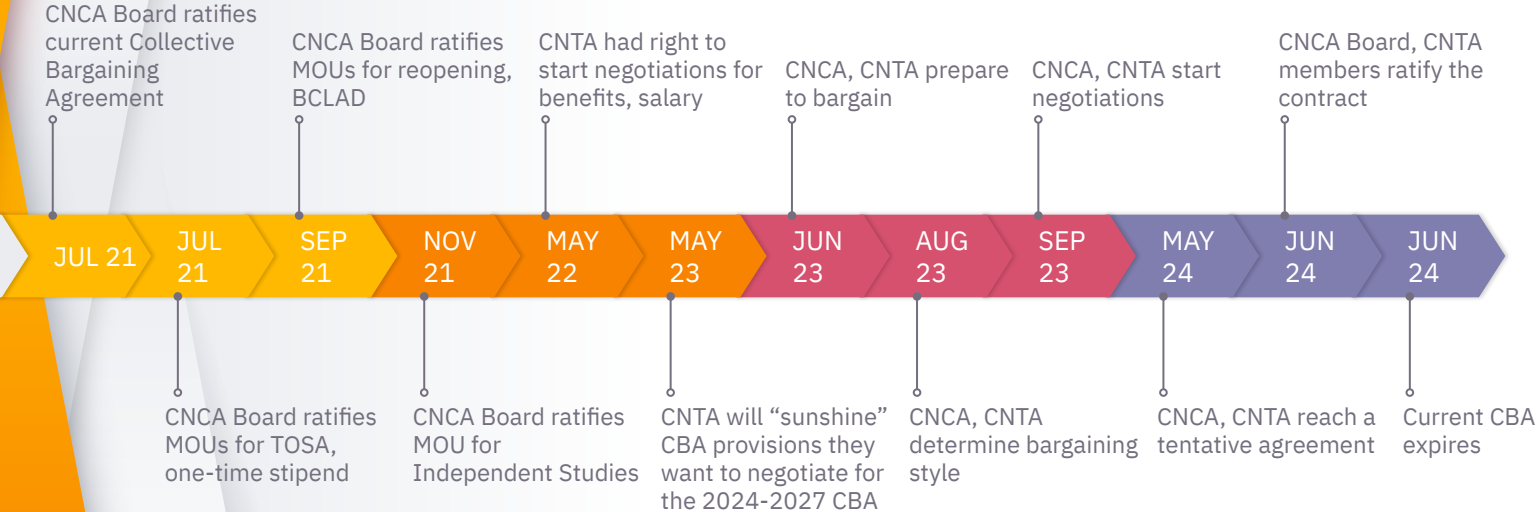 CNCA Board ratifies
current Collective
Bargaining
Agreement
CNCA Board ratifies
MOUs for reopening,
BCLAD
CNTA had right to
start negotiations for
benefits, salary
CNCA, CNTA prepare
to bargain
CNCA, CNTA start
negotiations
CNCA Board, CNTA
members ratify the
contract
JUL 21
JUL
21
SEP
21
NOV
21
MAY
22
MAY
23
JUN
23
AUG
23
SEP
23
MAY
24
JUN
24
JUN
24
CNCA Board ratifies
MOUs for TOSA,
one-time stipend
CNCA Board ratifies
MOU for
Independent Studies
CNTA will “sunshine”
CBA provisions they
want to negotiate for
the 2024-2027 CBA
CNCA, CNTA
determine bargaining
style
CNCA, CNTA reach a
tentative agreement
Current CBA
expires